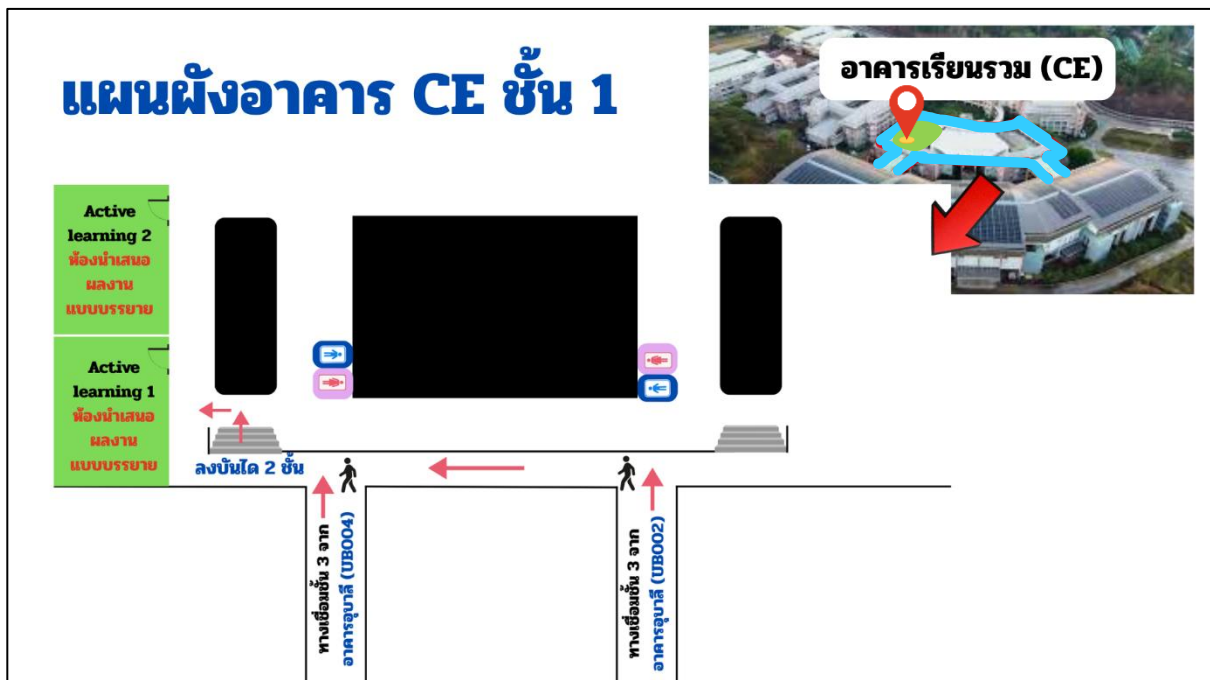 แผนผังอาคาร CE ชั้น 1
อาคารเรียนรวม (CE)
Active
learning 2
ห้องนำเสนอ
ผลงาน
แบบบรรยาย
Active
learning 1
ห้องนำเสนอ
ผลงาน
แบบบรรยาย
ลงบันได 2 ชั้น
ทางเชื่อมชั้น 3 จาก
อาคารอุบาลี (UB004)
ทางเชื่อมชั้น 3 จาก
อาคารอุบาลี (UB002)